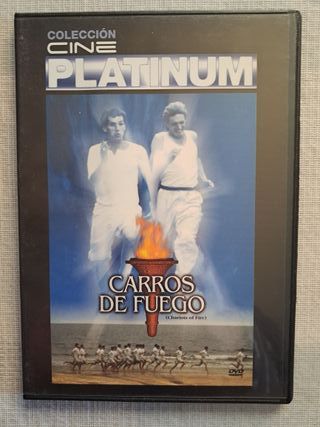 COLECCIÓN
CINE
PLATINUM
CARROS
DE FUEGO
(Chariots of Fire)
DVD